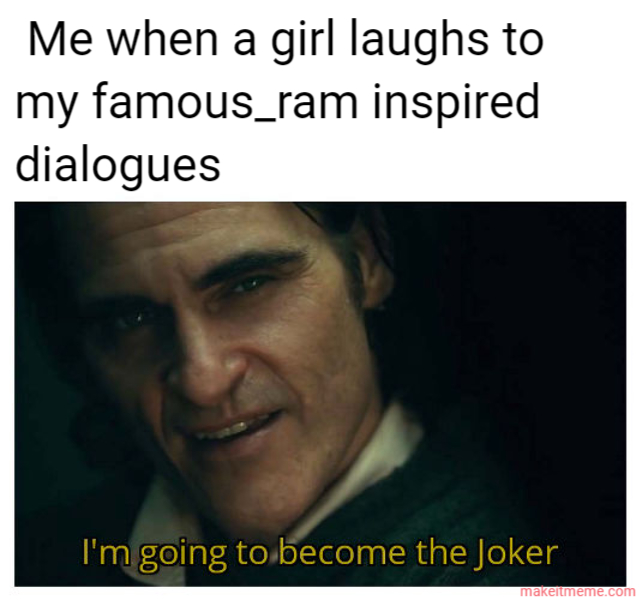 Me when a girl laughs to
my famous_ram inspired
dialogues
I'm going to become the Joker
makeitmeme.com